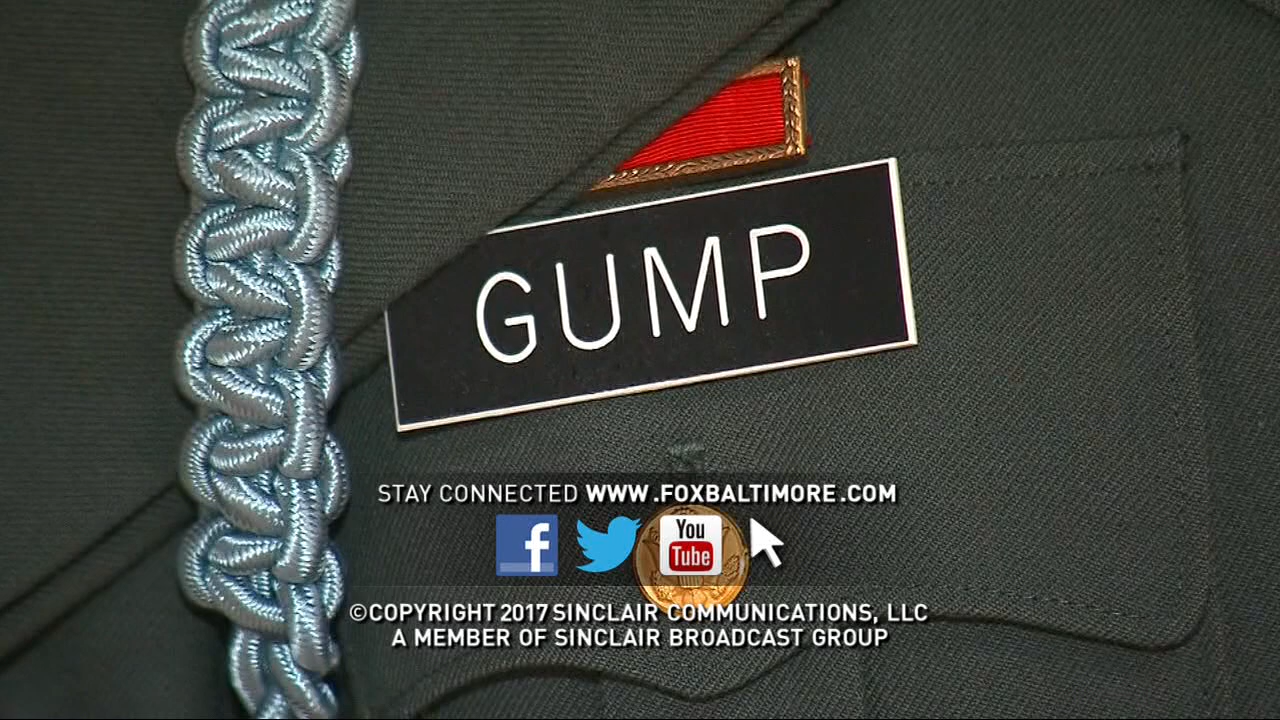 GUMP
STAY CONNECTED WWW.FOXBALTIMORE.COM
f
You
Tube
©COPYRIGHT 2017 SINCLAIR COMMUNICATIONS, LLC
A MEMBER OF SINCLAIR BROADCAST GROUP